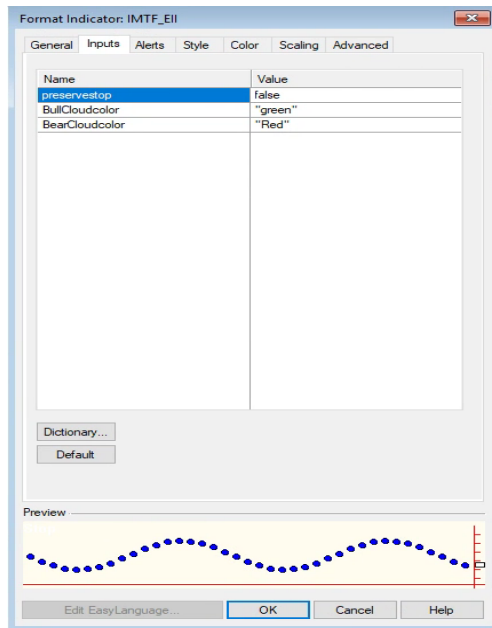 Format Indicator: IMTF_EII
General Inputs Alerts Style Color Scaling Advanced
Name Value
preservestop false
BullCloudcolor "green"
BearCloudcolor "Red"
Dictionary...
Default
Preview
Edit EasyLanguage... OK Cancel Help